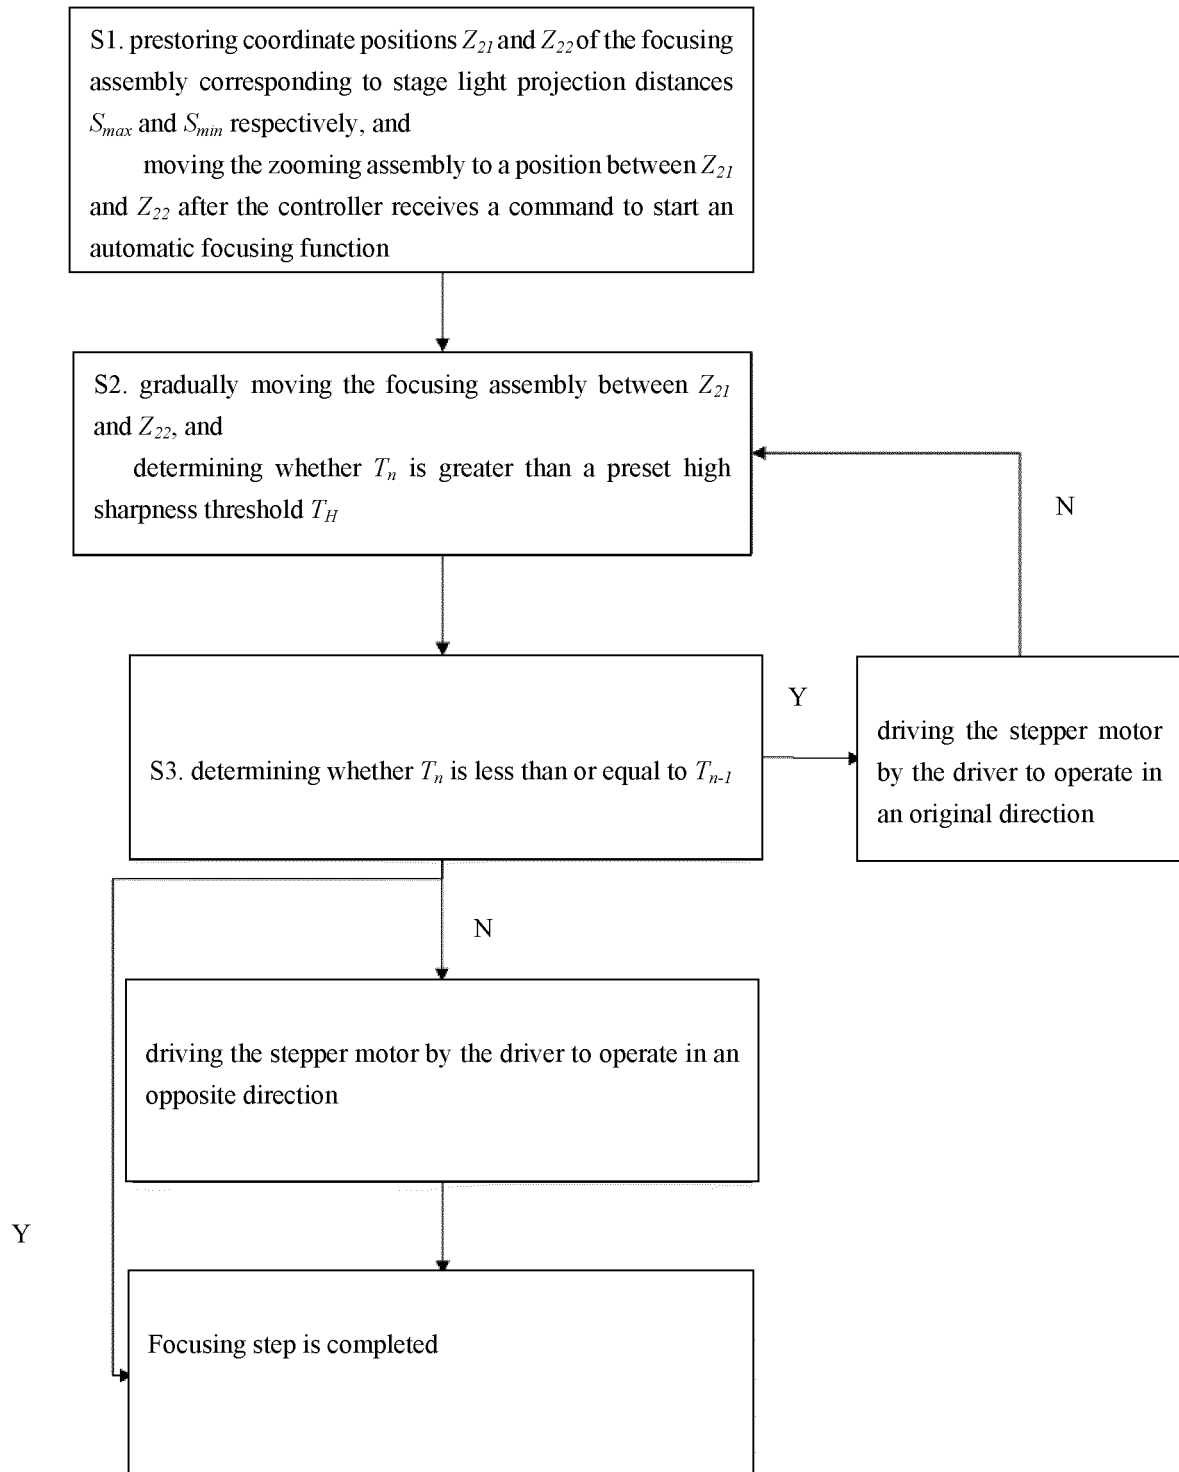 S1. prestoring coordinate positions Z21 and Z22 of the focusing
assembly corresponding to stage light projection distances
Smax and Smin respectively, and
moving the zooming assembly to a position between Z21
and Z22 after the controller receives a command to start an
automatic focusing function
S2. gradually moving the focusing assembly between Z21
and Z22, and
determining whether Tn is greater than a preset high
sharpness threshold TH
N
S3. determining whether Tn is less than or equal to Tn-1
Y
driving the stepper motor
by the driver to operate in
an original direction
N
driving the stepper motor by the driver to operate in an
opposite direction
Y
Focusing step is completed